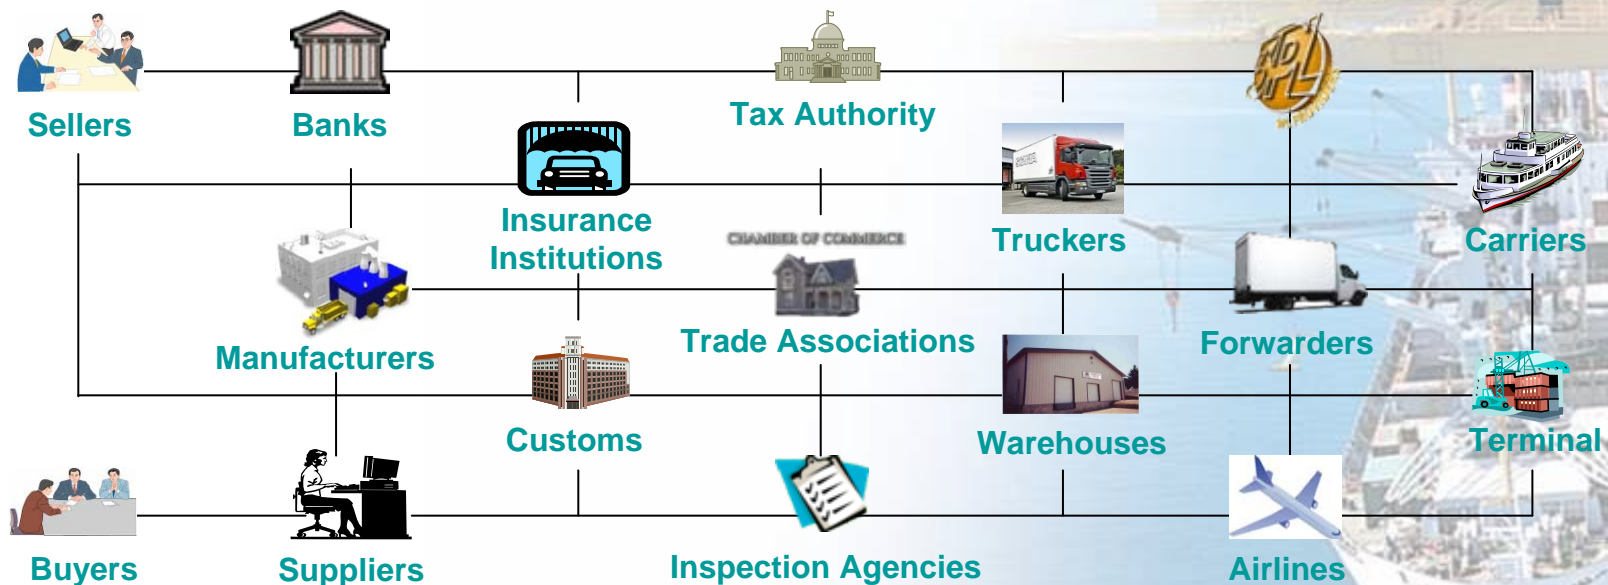 Sellers
Banks
Tax Authority
Insurance
Institutions
Truckers
Carriers
CHAMBER OF COMMERCE
Manufacturers
Trade Associations
Forwarders
Customs
Warehouses
Terminal
Buyers
Suppliers
Inspection Agencies
Airlines